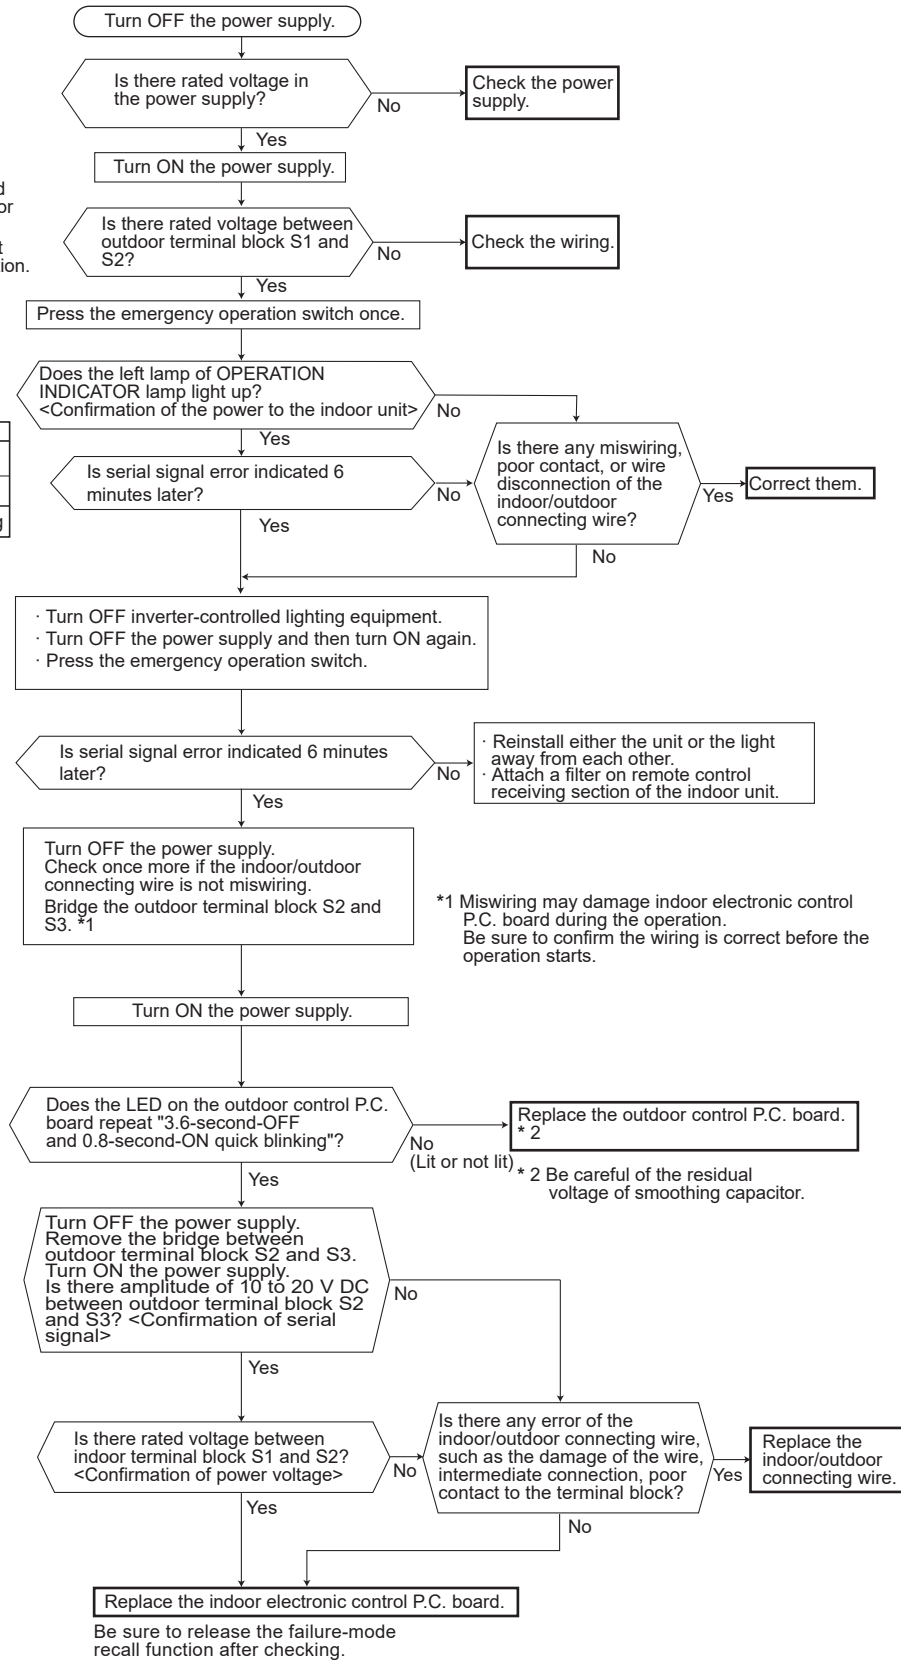 Turn OFF the power supply.
Is there rated voltage in
the power supply?
No
Check the power
supply.
Yes
Turn ON the power supply.
Is there rated voltage between
outdoor terminal block S1 and
S2?
No
Check the wiring.
Yes
Press the emergency operation switch once.
Does the left lamp of OPERATION
INDICATOR lamp light up?
<Confirmation of the power to the indoor unit>
No
Yes
Is serial signal error indicated 6
minutes later?
No
Is there any miswiring,
poor contact, or wire
disconnection of the
indoor/outdoor
connecting wire?
Yes
Correct them.
Yes
No
· Turn OFF inverter-controlled lighting equipment.
· Turn OFF the power supply and then turn ON again.
· Press the emergency operation switch.
Is serial signal error indicated 6 minutes
later?
No
· Reinstall either the unit or the light
away from each other.
· Attach a filter on remote control
receiving section of the indoor unit.
Yes
Turn OFF the power supply.
Check once more if the indoor/outdoor
connecting wire is not miswiring.
Bridge the outdoor terminal block S2 and
S3. *1
*1 Miswiring may damage indoor electronic control
P.C. board during the operation.
Be sure to confirm the wiring is correct before the
operation starts.
Turn ON the power supply.
Does the LED on the outdoor control P.C.
board repeat "3.6-second-OFF
and 0.8-second-ON quick blinking"?
No
(Lit or not lit)
Replace the outdoor control P.C. board.
* 2
* 2 Be careful of the residual
voltage of smoothing capacitor.
Yes
Turn OFF the power supply.
Remove the bridge between
outdoor terminal block S2 and S3.
Turn ON the power supply.
Is there amplitude of 10 to 20 V DC
between outdoor terminal block S2
and S3? <Confirmation of serial
signal>
No
Yes
Is there rated voltage between
indoor terminal block S1 and S2?
<Confirmation of power voltage>
No
Is there any error of the
indoor/outdoor connecting wire,
such as the damage of the wire,
intermediate connection, poor
contact to the terminal block?
Yes
Replace the
indoor/outdoor
connecting wire.
Yes
No
Replace the indoor electronic control P.C. board.
Be sure to release the failure-mode
recall function after checking.